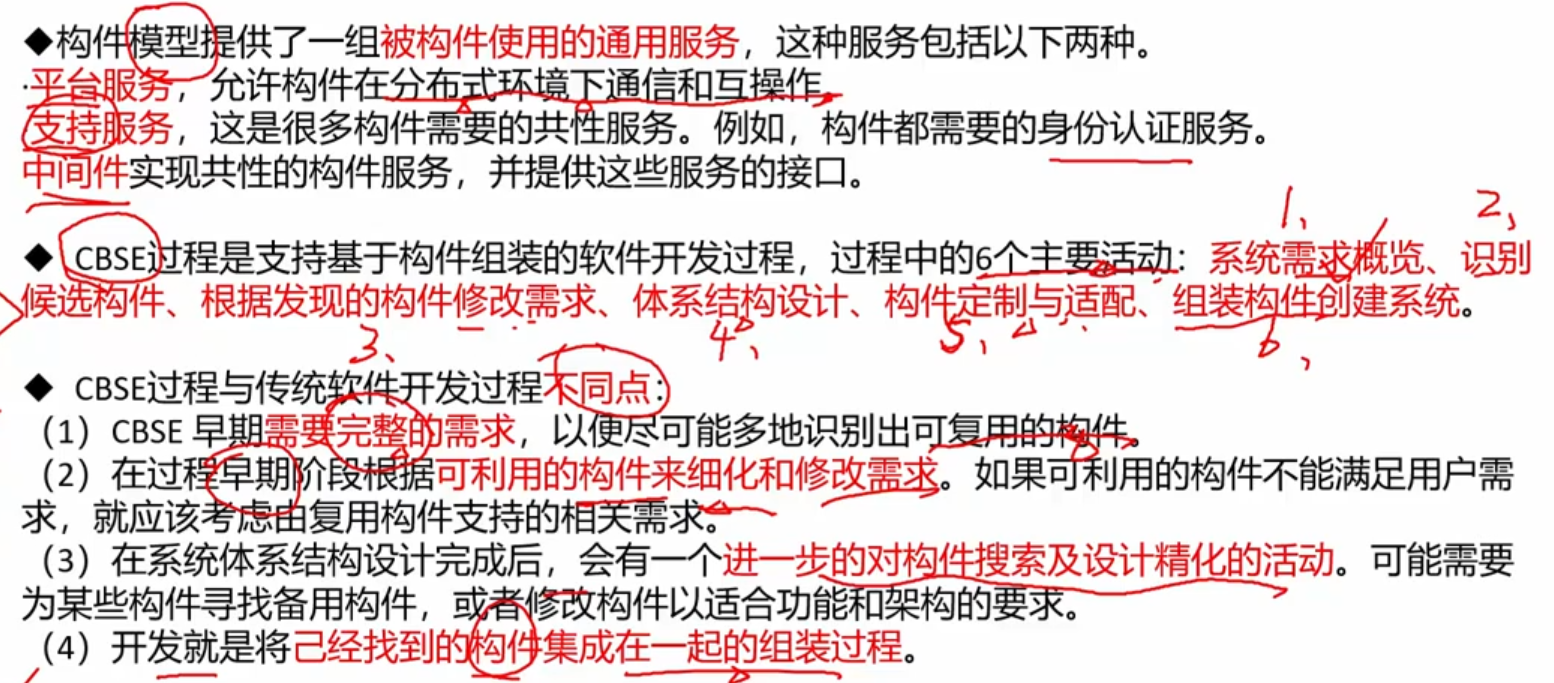 ◆构件模型提供了一组被构件使用的通用服务，这种服务包括以下两种。
·平台服务，允许构件在分布式环境下通信和互操作。
支持服务，这是很多构件需要的共性服务。例如，构件都需要的身份认证服务。
中间件实现共性的构件服务，并提供这些服务的接口。
1、 2、
◆ CBSE过程是支持基于构件组装的软件开发过程，过程中的6个主要活动：系统需求概览、识别
候选构件、根据发现的构件修改需求、体系结构设计、构件定制与适配、组装构件创建系统。
3、 4、 5、 6、
◆ CBSE过程与传统软件开发过程不同点：
（1）CBSE 早期需要完整的需求，以便尽可能多地识别出可复用的构件。
（2）在过程早期阶段根据可利用的构件来细化和修改需求。如果可利用的构件不能满足用户需
求，就应该考虑由复用构件支持的相关需求。
（3）在系统体系结构设计完成后，会有一个进一步的对构件搜索及设计精化的活动。可能需要
为某些构件寻找备用构件，或者修改构件以适合功能和架构的要求。
（4）开发就是将己经找到的构件集成在一起的组装过程。